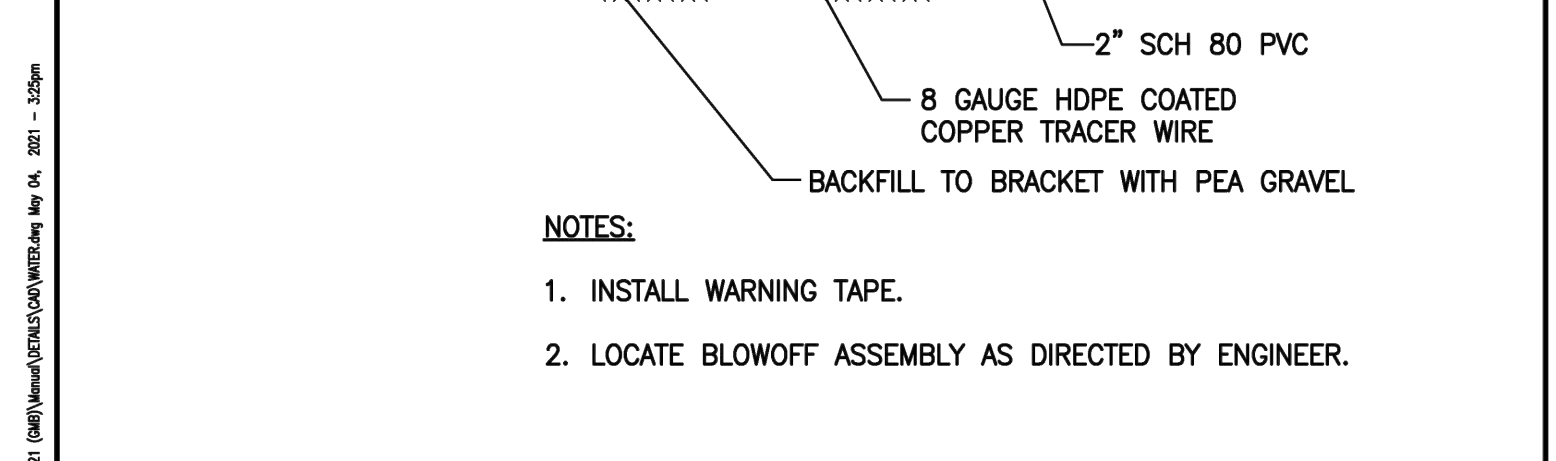 2" SCH 80 PVC
8 GAUGE HDPE COATED
COPPER TRACER WIRE
BACKFILL TO BRACKET WITH PEA GRAVEL
NOTES:
1. INSTALL WARNING TAPE.
2. LOCATE BLOWOFF ASSEMBLY AS DIRECTED BY ENGINEER.
21 (GMB)\Manual\DETAILS\CAD\WATER.dwg May 04, 2021 - 3:25pm